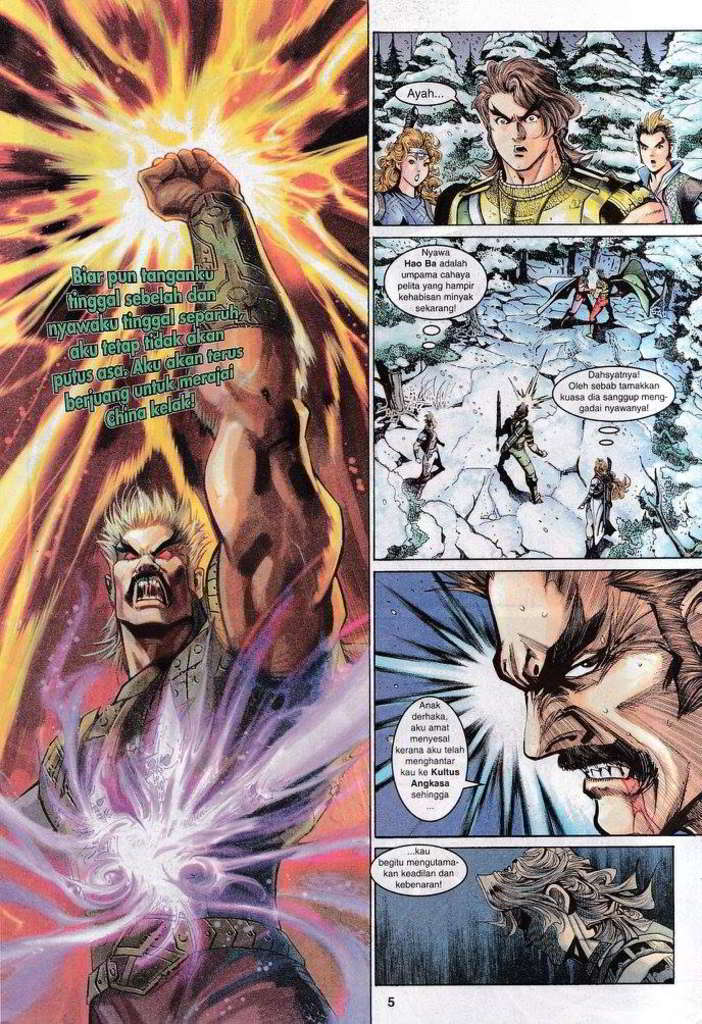 Biar pun tanganku
tinggal sebelah dan
nyawaku tinggal separuh,
aku tetap tidak akan
putus asa. Aku akan terus
berjuang untuk merajai
China kelak!
Ayah...
Nyawa
Hao Ba adalah
umpama cahaya
pelita yang hampir
kehabisan minyak
sekarang!
Dahsyatnya!
Oleh sebab tamakkan
kuasa dia sanggup meng-
gadai nyawanya!
Anak
derhaka,
aku amat
menyesal
kerana aku telah
menghantar
kau ke Kultus
Angkasa
sehingga
...
...kau
begitu mengutama-
kan keadilan dan
kebenaran!
5